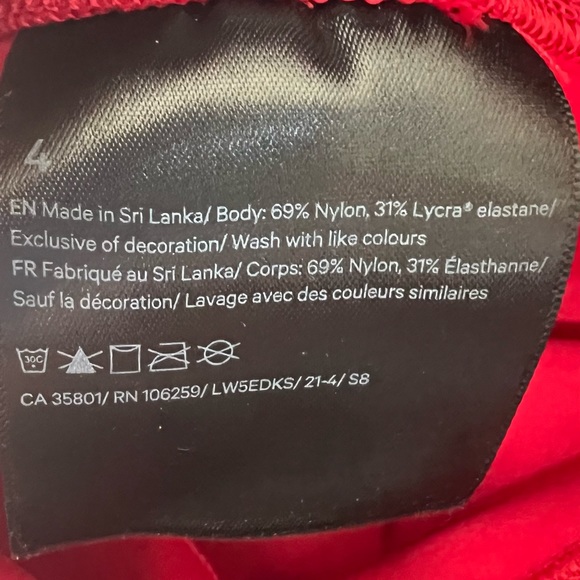 4
EN Made in Sri Lanka/ Body: 69% Nylon, 31% Lycra® elastane/
Exclusive of decoration/ Wash with like colours
FR Fabriqué au Sri Lanka/ Corps: 69% Nylon, 31% Élasthanne/
Sauf la décoration/ Lavage avec des couleurs similaires
30C
CA 35801/ RN 106259/ LW5EDKS/ 21-4/ S8